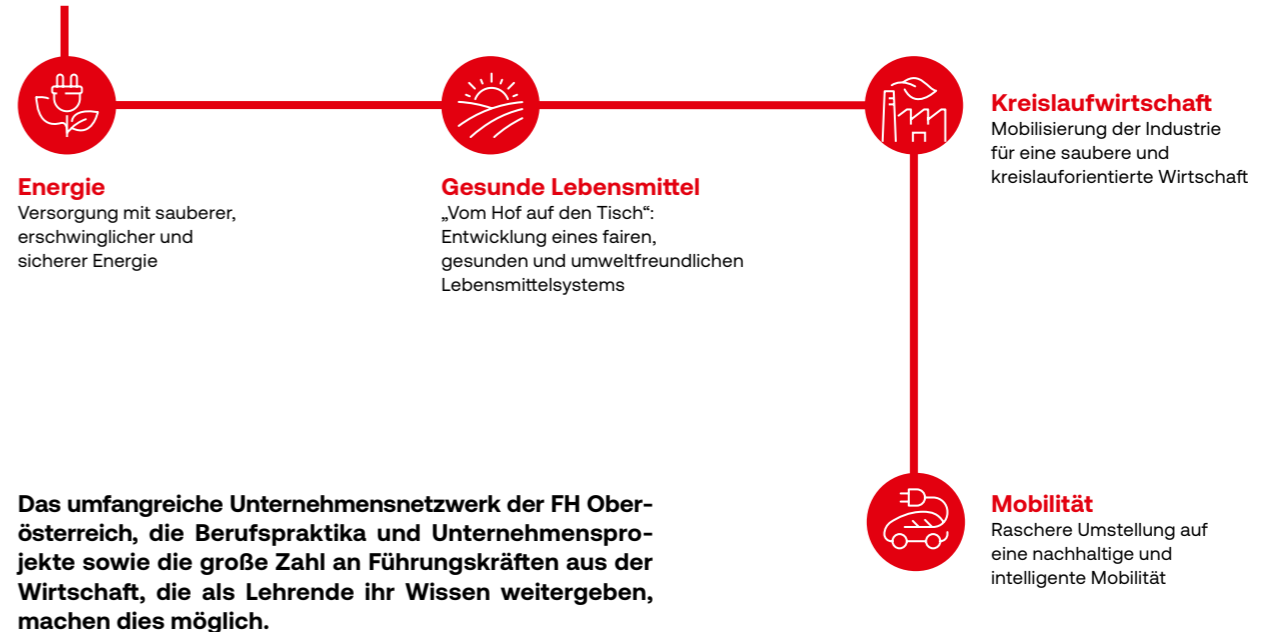 Energie
Versorgung mit sauberer,
erschwinglicher und
sicherer Energie
Gesunde Lebensmittel
„Vom Hof auf den Tisch“:
Entwicklung eines fairen,
gesunden und umweltfreundlichen
Lebensmittelsystems
Kreislaufwirtschaft
Mobilisierung der Industrie
für eine saubere und
kreislauforientierte Wirtschaft
Mobilität
Raschere Umstellung auf
eine nachhaltige und
intelligente Mobilität
Das umfangreiche Unternehmensnetzwerk der FH Ober-
österreich, die Berufspraktika und Unternehmenspro-
jekte sowie die große Zahl an Führungskräften aus der
Wirtschaft, die als Lehrende ihr Wissen weitergeben,
machen dies möglich.